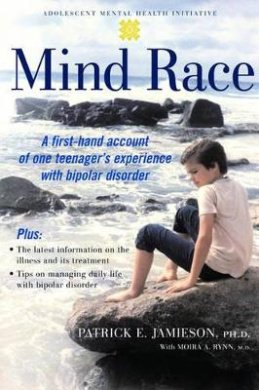 ADOLESCENT MENTAL HEALTH INITIATIVE
Mind Race
A first-hand account
of one teenager's experience
with bipolar disorder
Plus:
• The latest information on the
illness and its treatment
• Tips on managing daily life
with bipolar disorder
PATRICK E. JAMIESON, PH.D.
With MOIRA A. RYNN, M.D.